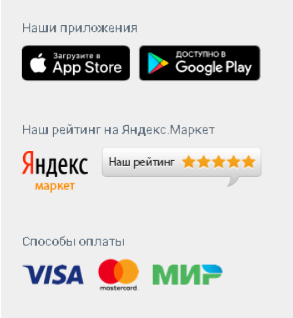 Наши приложения
Загрузите в
App Store
ДОСТУПНО В
Google Play
Наш рейтинг на Яндекс.Маркет
Яндекс
маркет
Наш рейтинг
Способы оплаты
VISA
mastercard
МИР